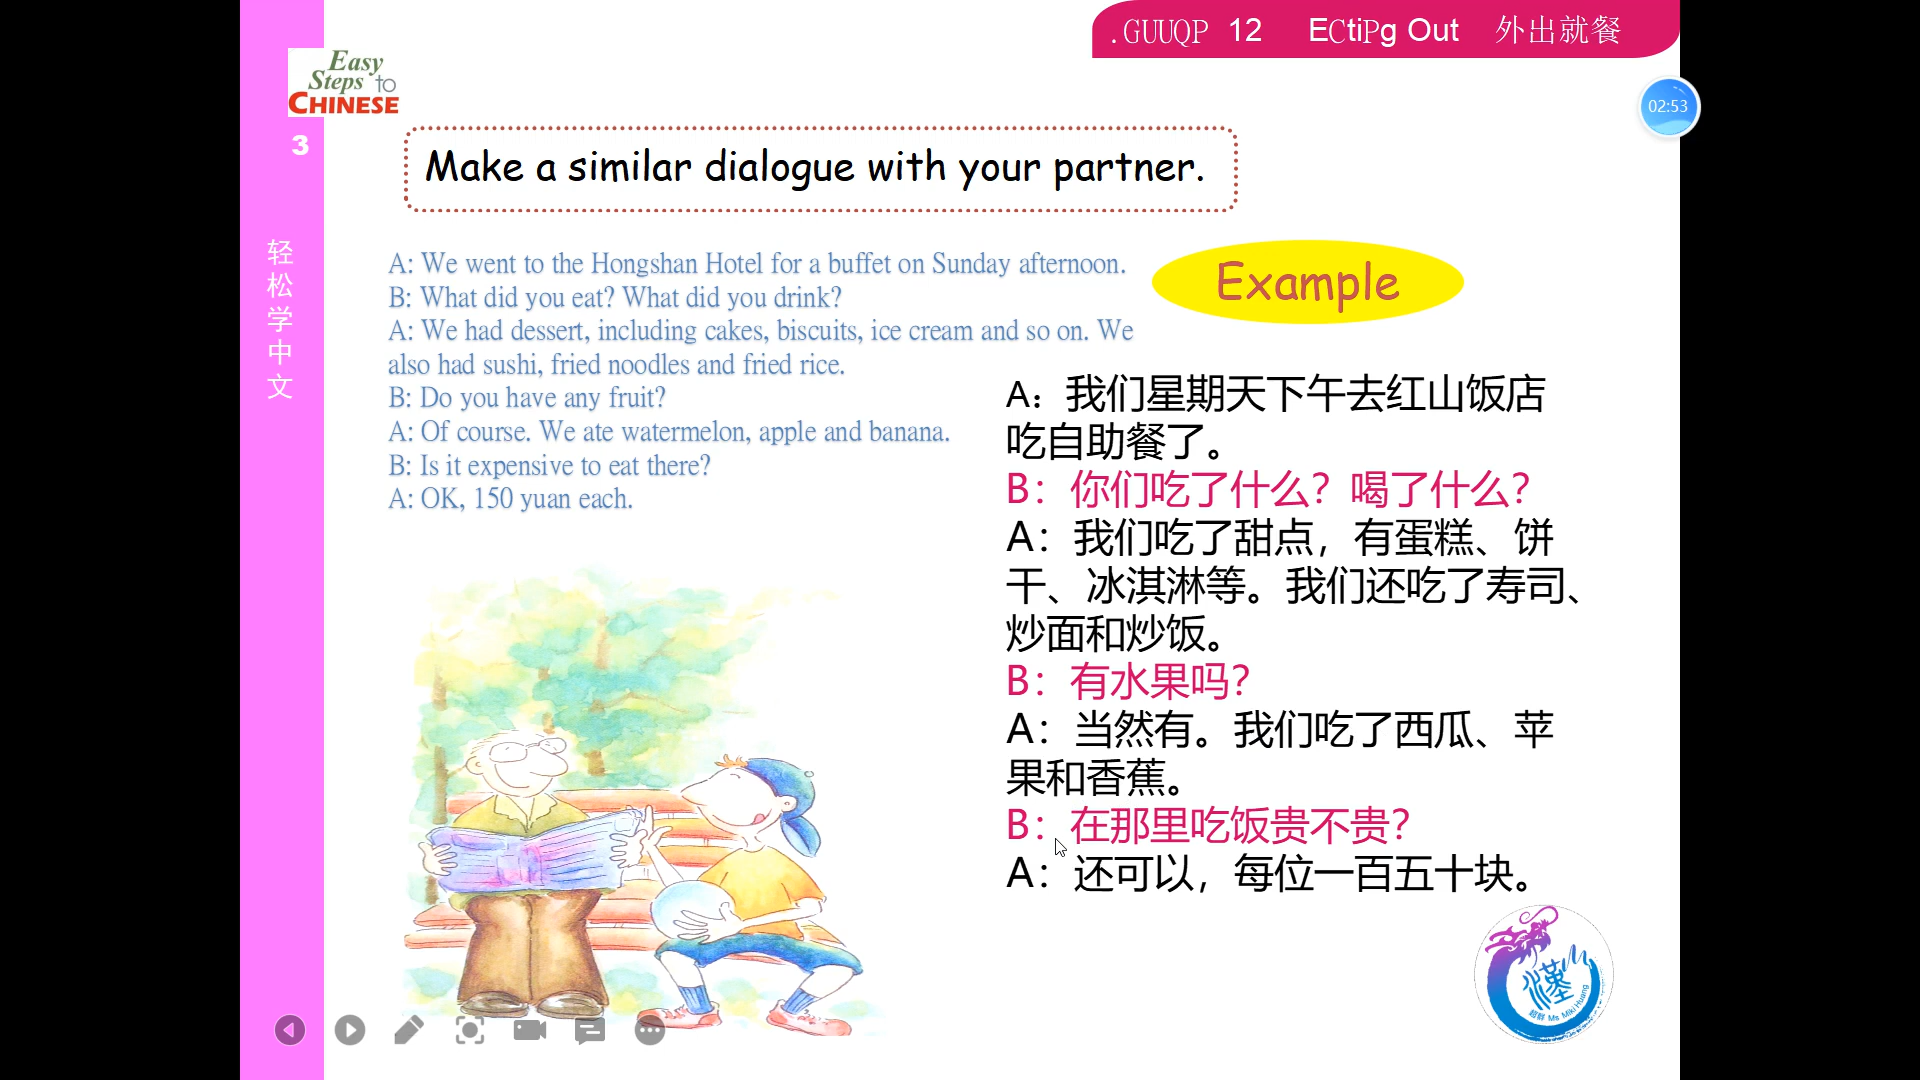 .GUUQP 12 ECtiPg Out 外出就餐
Easy
Steps to
CHINESE
3
02:53
轻松学中文
Make a similar dialogue with your partner.
A: We went to the Hongshan Hotel for a buffet on Sunday afternoon.
B: What did you eat? What did you drink?
A: We had dessert, including cakes, biscuits, ice cream and so on. We
also had sushi, fried noodles and fried rice.
B: Do you have any fruit?
A: Of course. We ate watermelon, apple and banana.
B: Is it expensive to eat there?
A: OK, 150 yuan each.
Example
A：我们星期天下午去红山饭店
吃自助餐了。
B：你们吃了什么？喝了什么？
A：我们吃了甜点，有蛋糕、饼
干、冰淇淋等。我们还吃了寿司、
炒面和炒饭。
B：有水果吗？
A：当然有。我们吃了西瓜、苹
果和香蕉。
B：在那里吃饭贵不贵？
A：还可以，每位一百五十块。
Ms Miki Huang